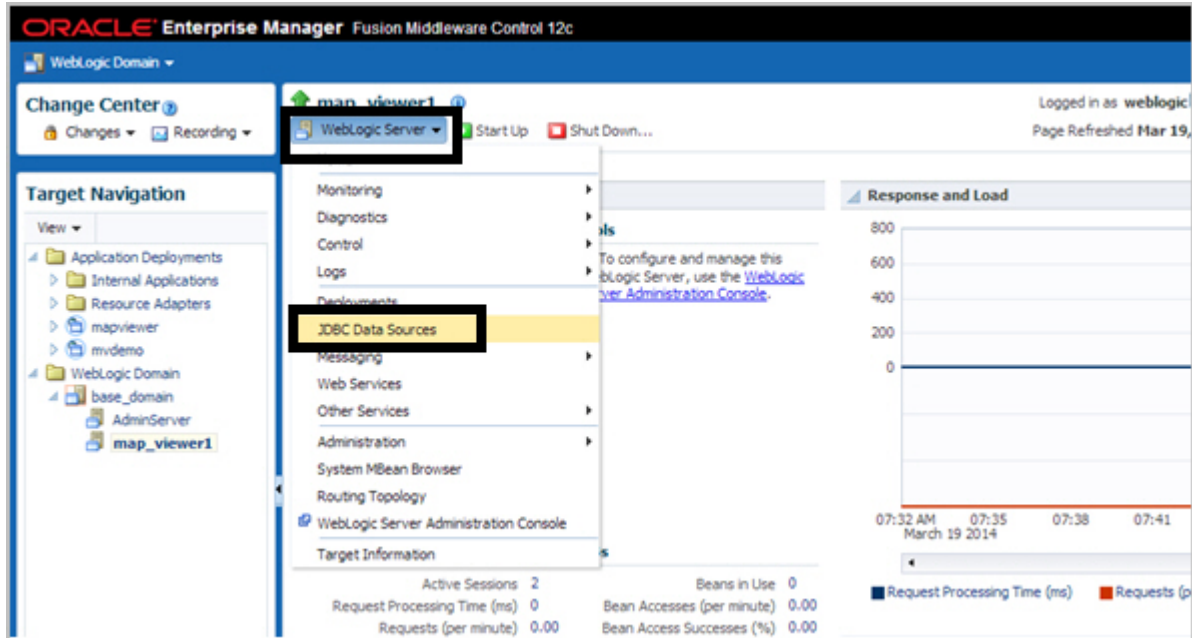 ORACLE Enterprise Manager Fusion Middleware Control 12c
WebLogic Domain
Change Center
Changes Recording
map_viewer1
WebLogic Server Start Up Shut Down...
Logged in as weblogic
Page Refreshed Mar 19,
Target Navigation
View
Application Deployments
Internal Applications
Resource Adapters
mapviewer
mvdemo
WebLogic Domain
base_domain
AdminServer
map_viewer1
Monitoring
Diagnostics
Control
Logs
Deployments
JDBC Data Sources
Messaging
Web Services
Other Services
Administration
System MBean Browser
Routing Topology
WebLogic Server Administration Console
Target Information
To configure and manage this
Server, use the WebLogic
Administration Console.
Active Sessions 2
Request Processing Time (ms) 0
Requests (per minute) 0.00
Beans in Use 0
Bean Accesses (per minute) 0.00
Bean Access Successes (%) 0.00
Response and Load
800
600
400
200
0
07:32 AM 07:35 07:38 07:41
March 19 2014
Request Processing Time (ms) Requests (p